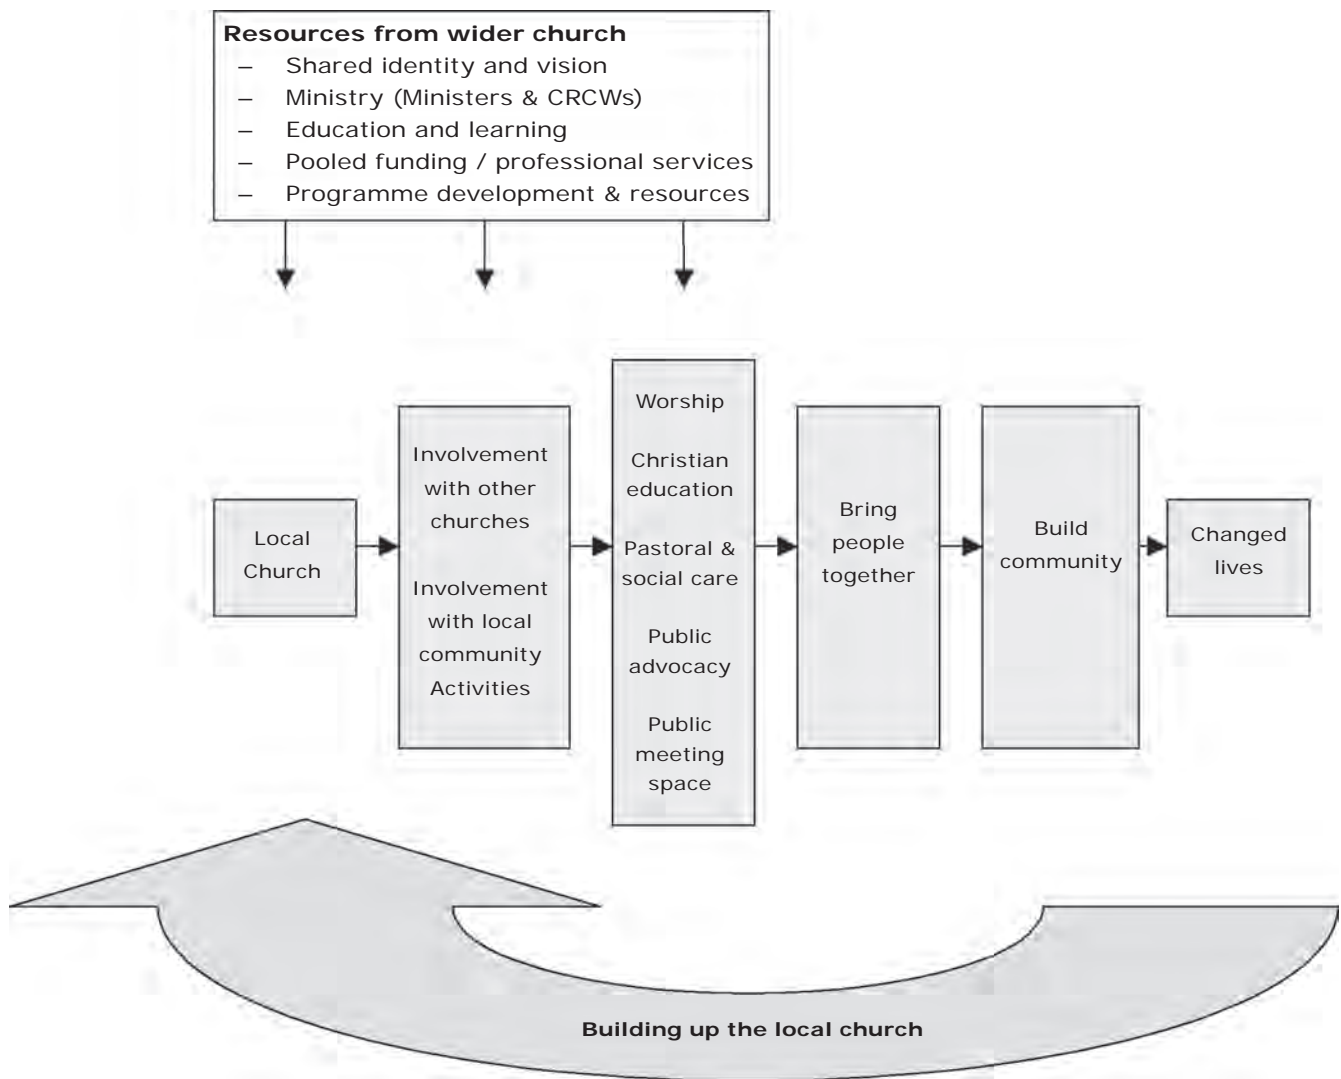 Resources from wider church
– Shared identity and vision
– Ministry (Ministers & CRCWs)
– Education and learning
– Pooled funding / professional services
– Programme development & resources
Local
Church
Involvement
with other
churches
Involvement
with local
community
Activities
Worship
Christian
education
Pastoral &
social care
Public
advocacy
Public
meeting
space
Bring
people
together
Build
community
Changed
lives
Building up the local church